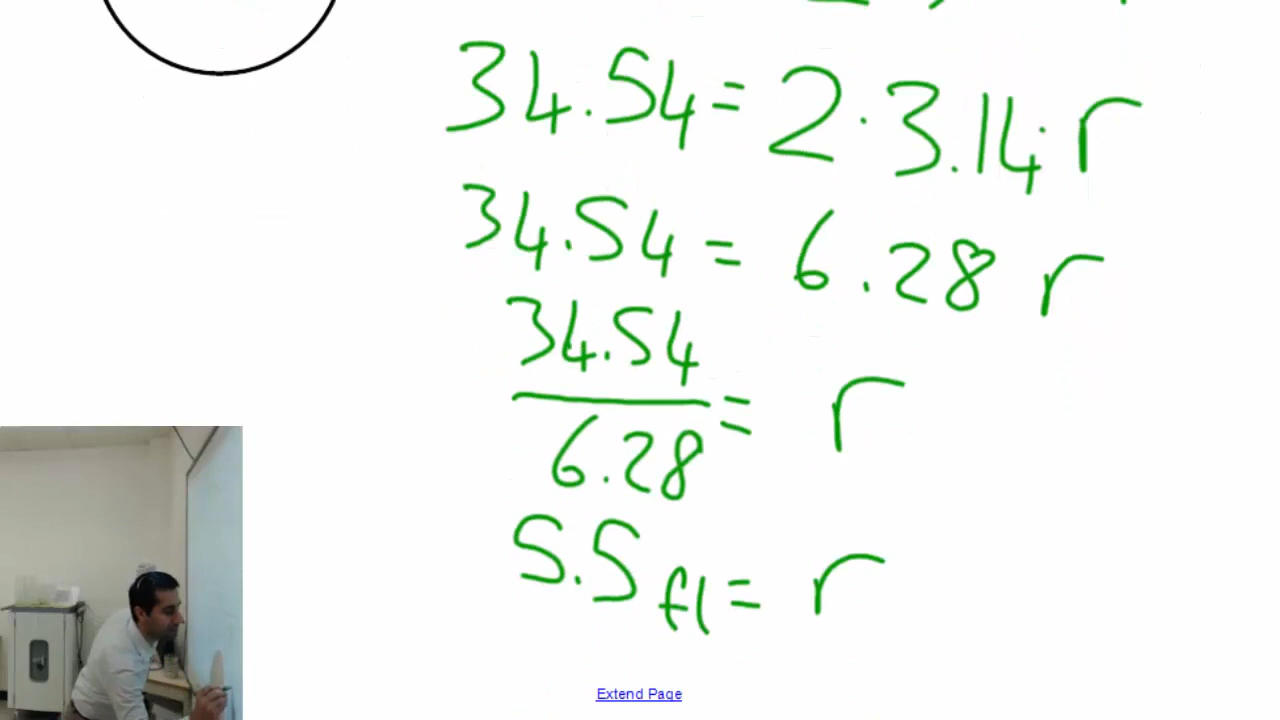 34.54 = 2 · 3.14 · r
34.54 = 6.28 r
34.54
6.28
= r
5.5 ft = r
Extend Page